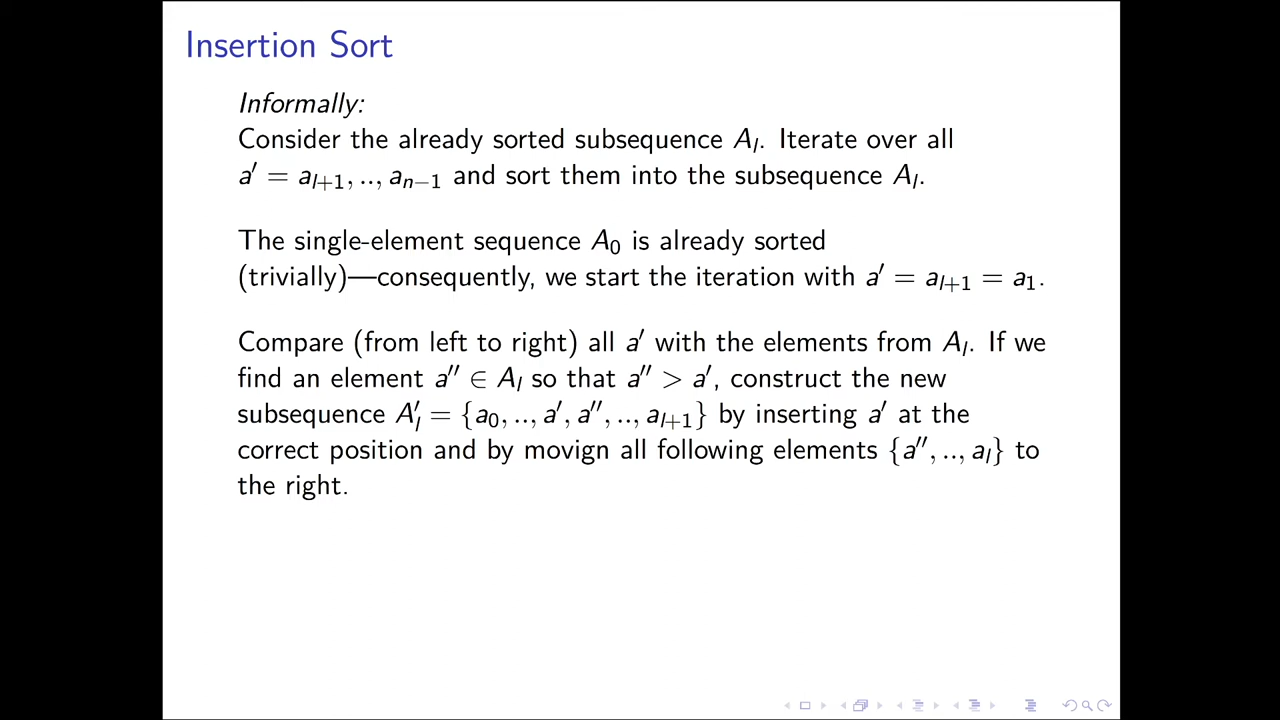 Insertion Sort
Informally:
Consider the already sorted subsequence A_l. Iterate over all
a′ = a_{l+1}, .., a_{n−1} and sort them into the subsequence A_l.
The single-element sequence A_0 is already sorted
(trivially)—consequently, we start the iteration with a′ = a_{l+1} = a_1.
Compare (from left to right) all a′ with the elements from A_l. If we
find an element a″ ∈ A_l so that a″ > a′, construct the new
subsequence A′_l = {a_0, .., a′, a″, .., a_{l+1}} by inserting a′ at the
correct position and by movign all following elements {a″, .., a_l} to
the right.